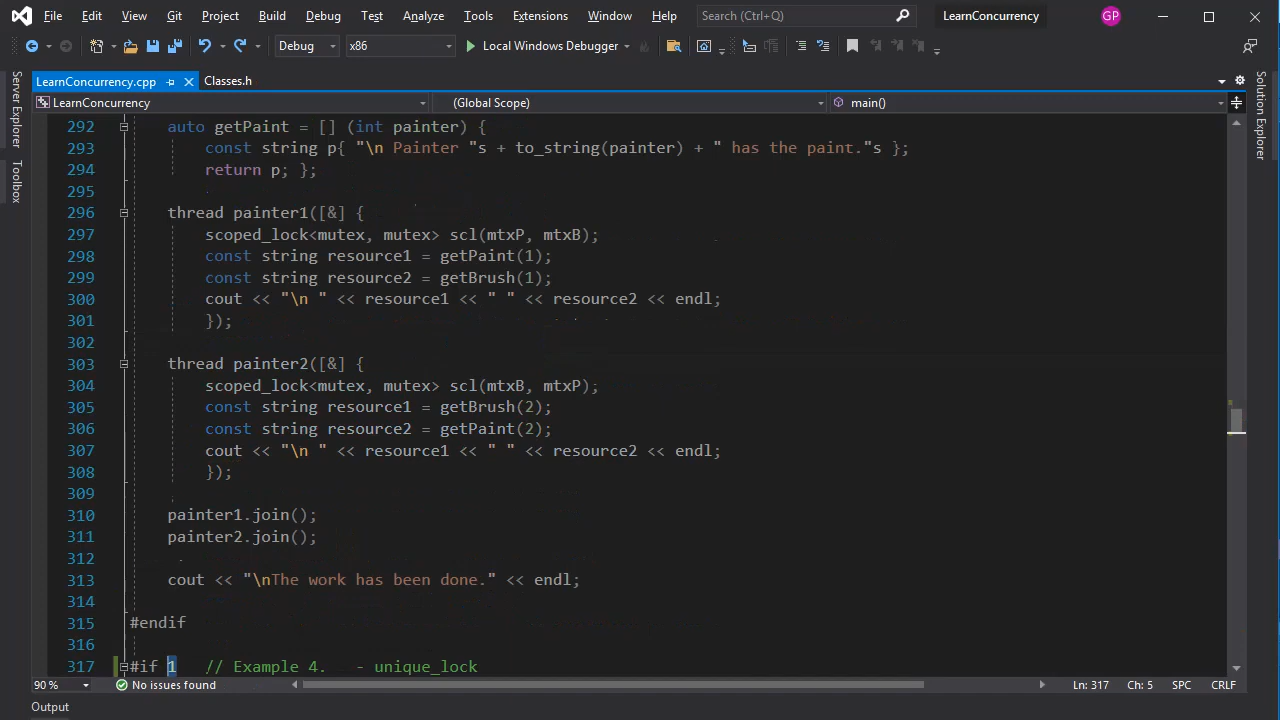 File Edit View Git Project Build Debug Test Analyze Tools Extensions Window Help Search (Ctrl+Q) LearnConcurrency GP
Debug x86 Local Windows Debugger
LearnConcurrency.cpp Classes.h
LearnConcurrency (Global Scope) main()
Server Explorer
Toolbox
Solution Explorer
292 auto getPaint = [] (int painter) {
293 const string p{ "\n Painter "s + to_string(painter) + " has the paint."s };
294 return p; };
295
296 thread painter1([&] {
297 scoped_lock<mutex, mutex> scl(mtxP, mtxB);
298 const string resource1 = getPaint(1);
299 const string resource2 = getBrush(1);
300 cout << "\n " << resource1 << " " << resource2 << endl;
301 });
302
303 thread painter2([&] {
304 scoped_lock<mutex, mutex> scl(mtxB, mtxP);
305 const string resource1 = getBrush(2);
306 const string resource2 = getPaint(2);
307 cout << "\n " << resource1 << " " << resource2 << endl;
308 });
309
310 painter1.join();
311 painter2.join();
312
313 cout << "\nThe work has been done." << endl;
314
315 #endif
316
317 #if 1 // Example 4. - unique_lock
90 % No issues found Ln: 317 Ch: 5 SPC CRLF
Output